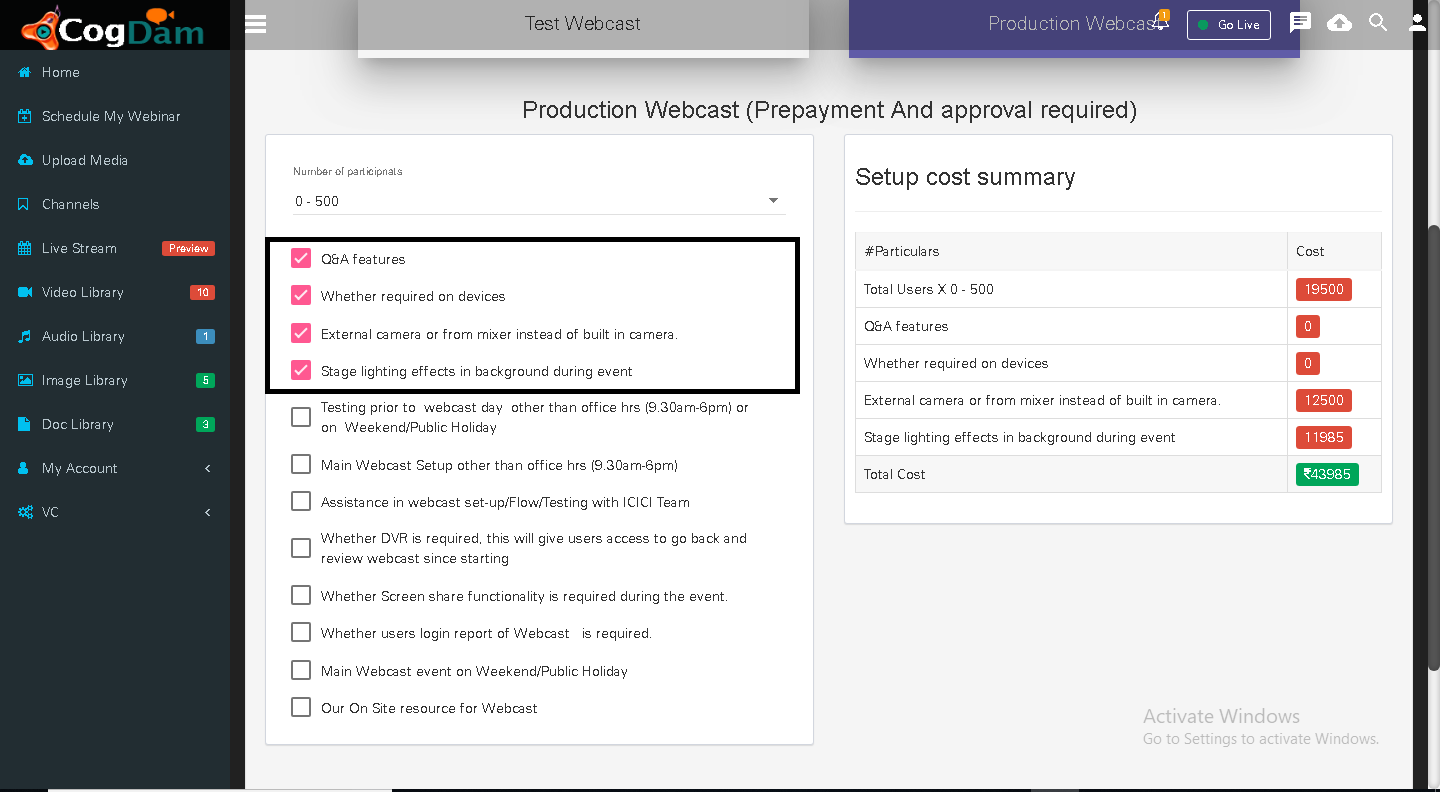 CogDam
Test Webcast
Production Webcast
1
Go Live
Home
Schedule My Webinar
Upload Media
Channels
Live Stream Preview
Video Library 10
Audio Library 1
Image Library 5
Doc Library 3
My Account
VC
Production Webcast (Prepayment And approval required)
Number of participnats
0 - 500
Q&A features
Whether required on devices
External camera or from mixer instead of built in camera.
Stage lighting effects in background during event
Testing prior to webcast day other than office hrs (9.30am-6pm) or
on Weekend/Public Holiday
Main Webcast Setup other than office hrs (9.30am-6pm)
Assistance in webcast set-up/Flow/Testing with ICICI Team
Whether DVR is required, this will give users access to go back and
review webcast since starting
Whether Screen share functionality is required during the event.
Whether users login report of Webcast is required.
Main Webcast event on Weekend/Public Holiday
Our On Site resource for Webcast
Setup cost summary
#Particulars Cost
Total Users X 0 - 500 19500
Q&A features 0
Whether required on devices 0
External camera or from mixer instead of built in camera. 12500
Stage lighting effects in background during event 11985
Total Cost ₹43985
Activate Windows
Go to Settings to activate Windows.